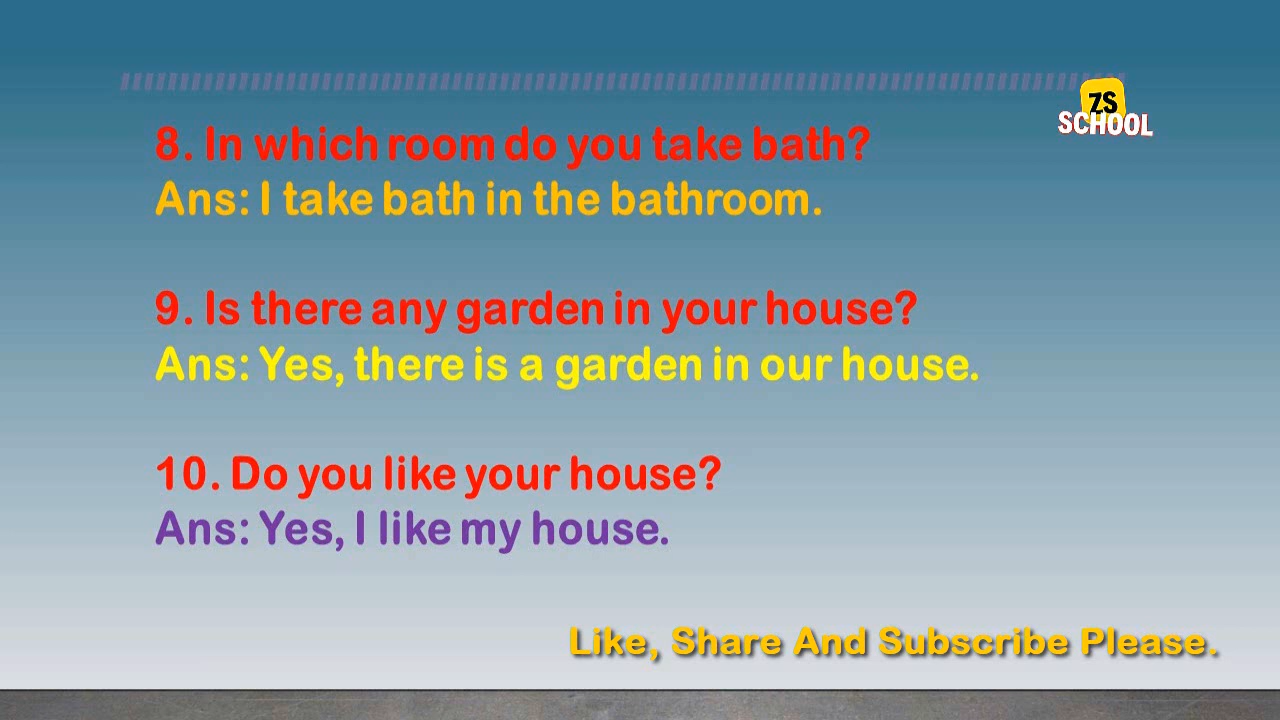 ZS
SCHOOL
8. In which room do you take bath?
Ans: I take bath in the bathroom.
9. Is there any garden in your house?
Ans: Yes, there is a garden in our house.
10. Do you like your house?
Ans: Yes, I like my house.
Like, Share And Subscribe Please.